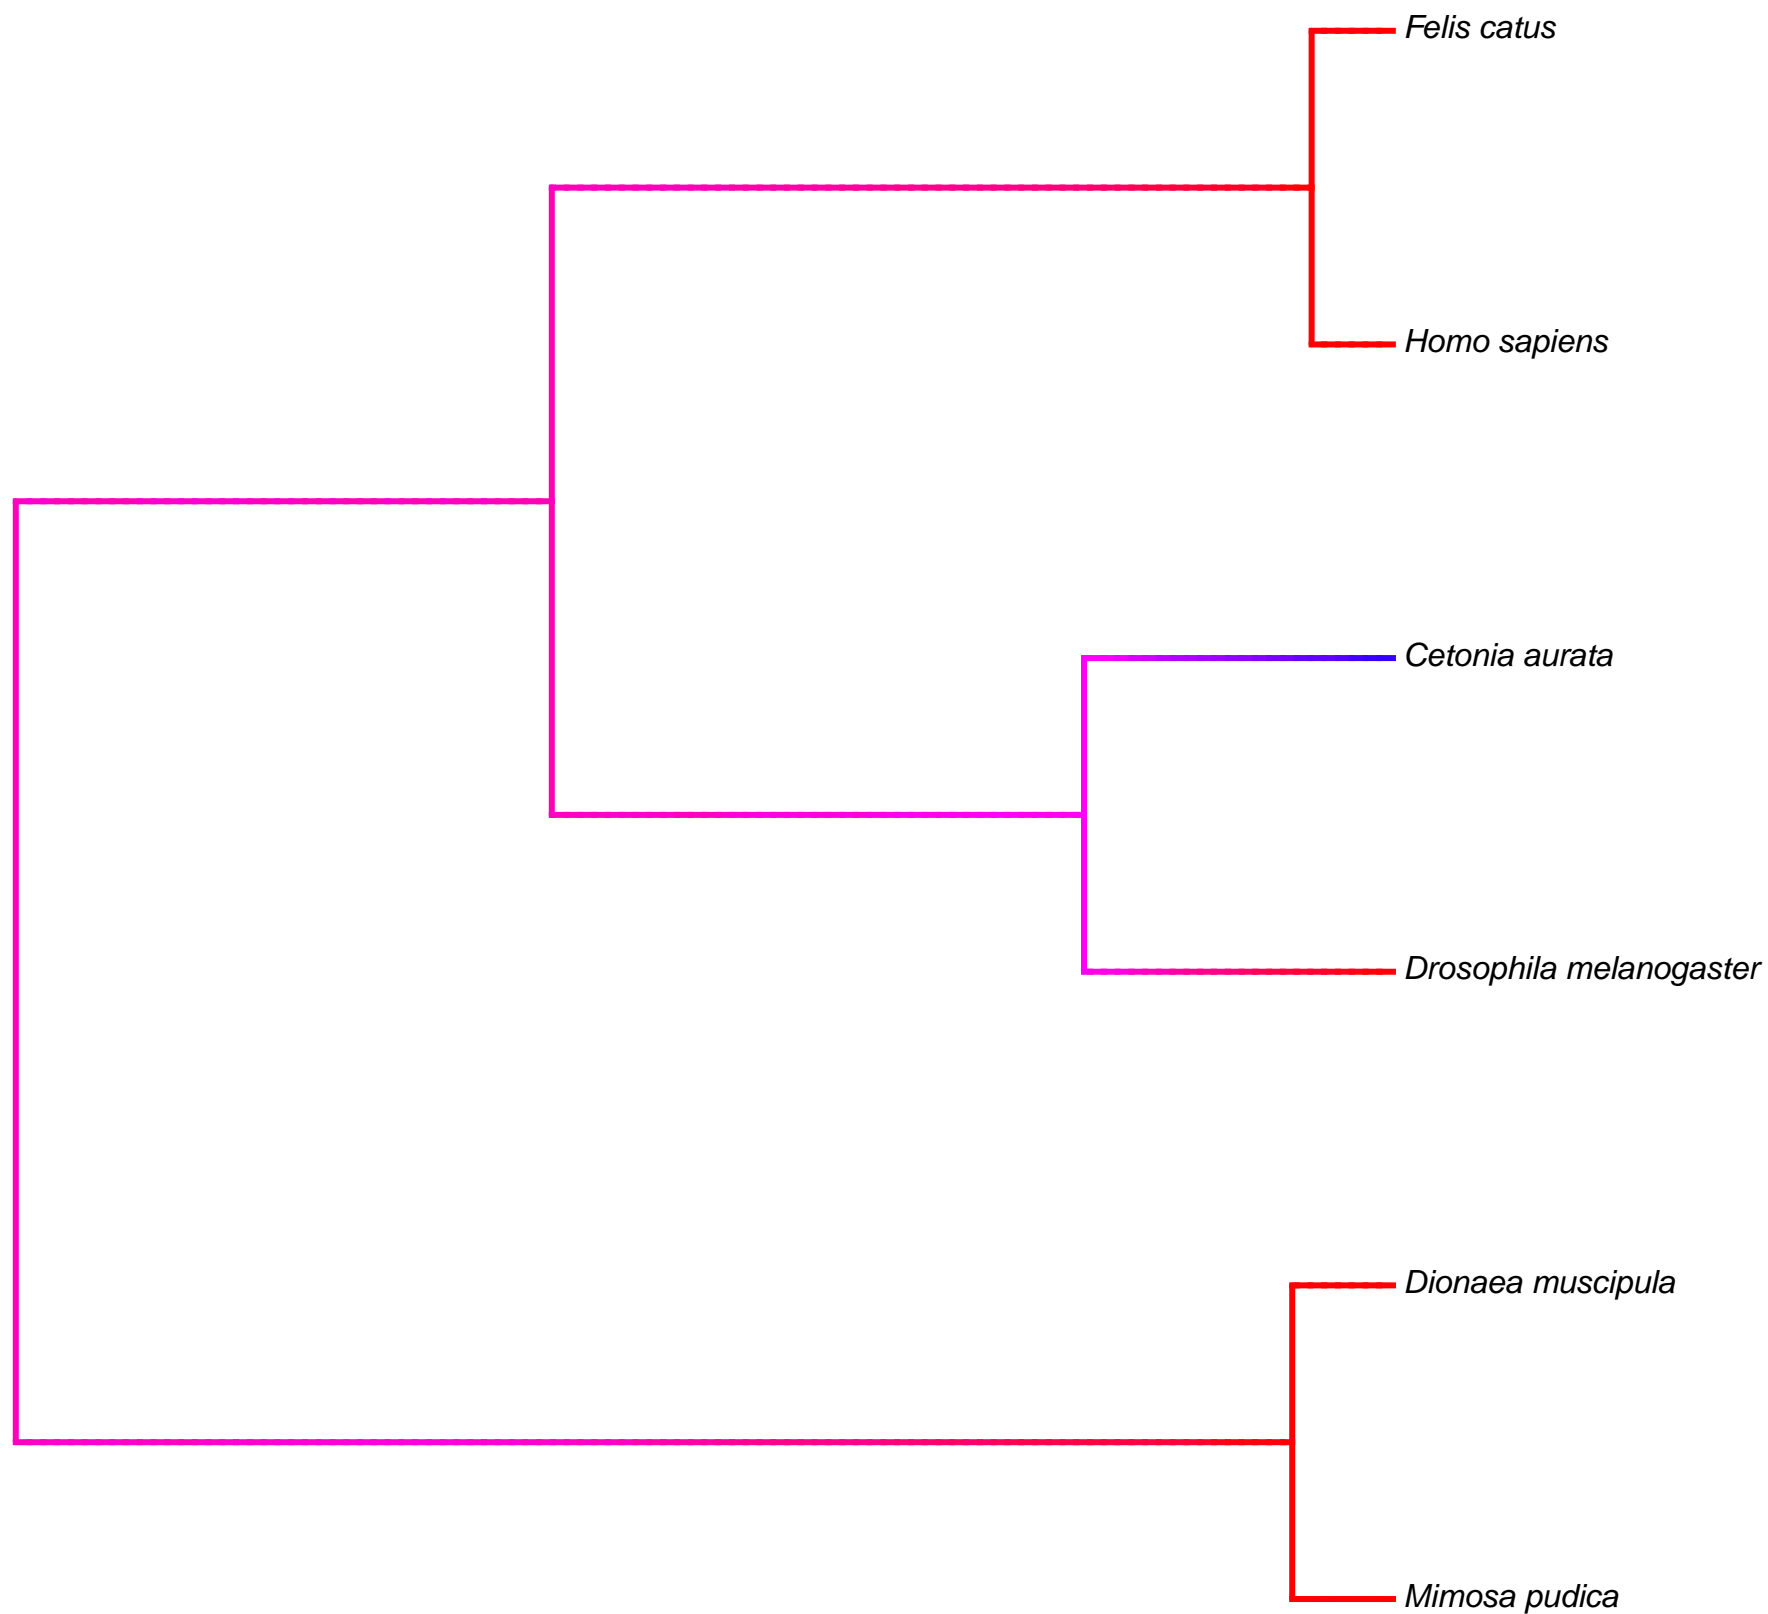 Felis catus
Homo sapiens
Cetonia aurata
Drosophila melanogaster
Dionaea muscipula
Mimosa pudica